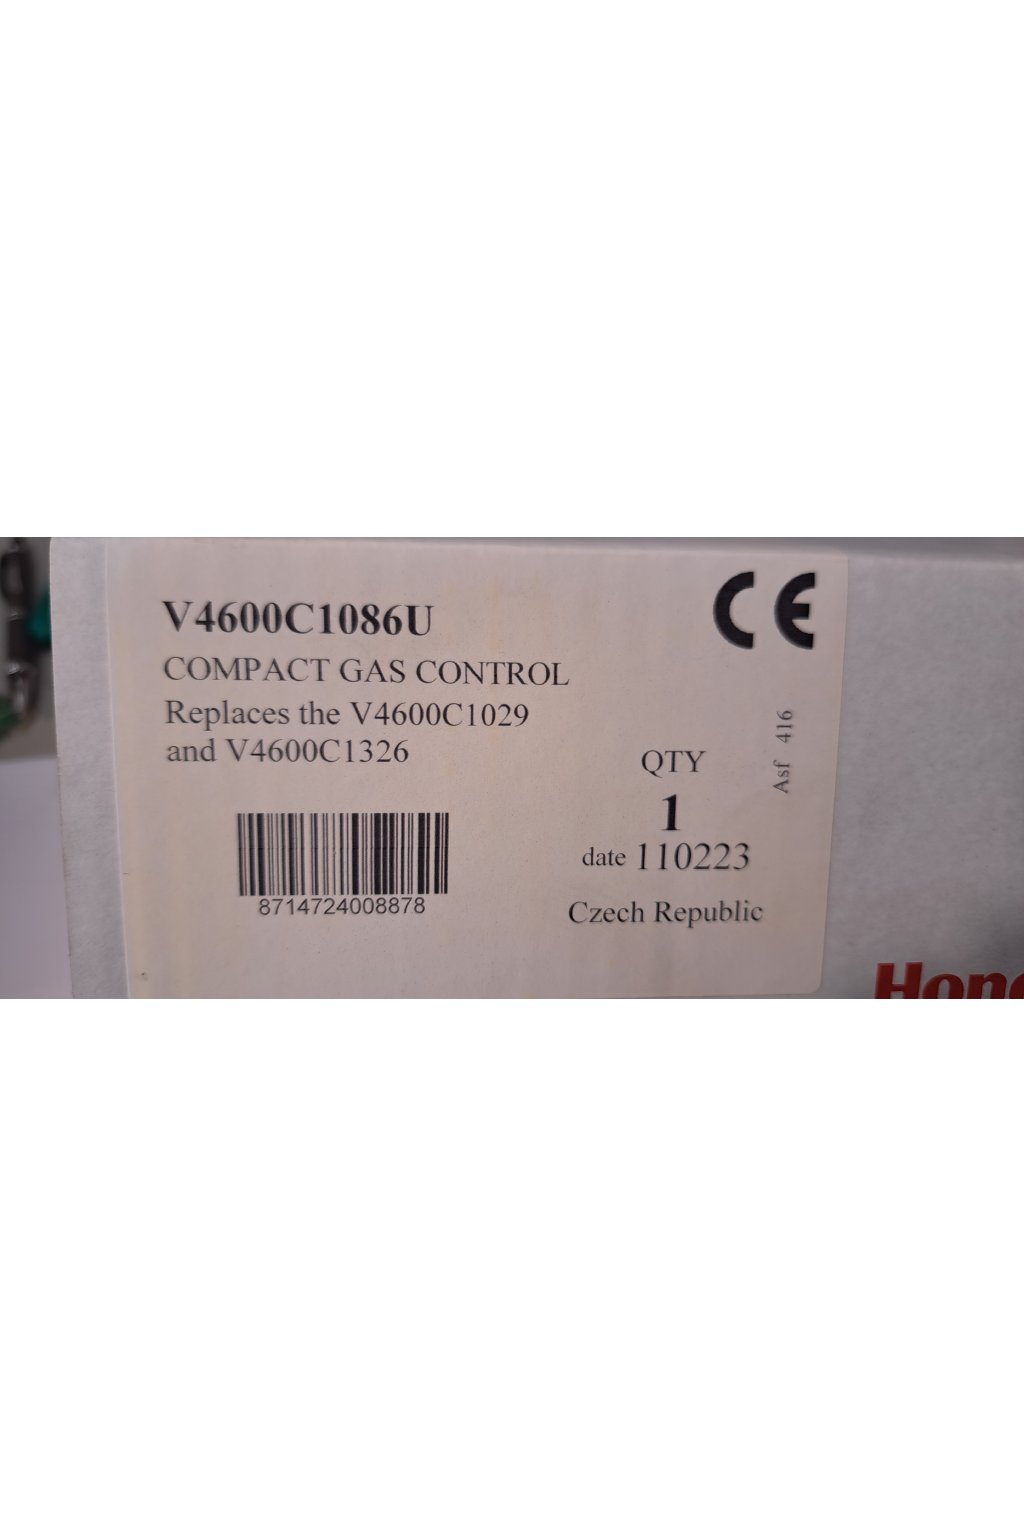 V4600C1086U
COMPACT GAS CONTROL
Replaces the V4600C1029
and V4600C1326
8714724008878
CE
Asf 416
QTY
1
date 110223
Czech Republic
Hone